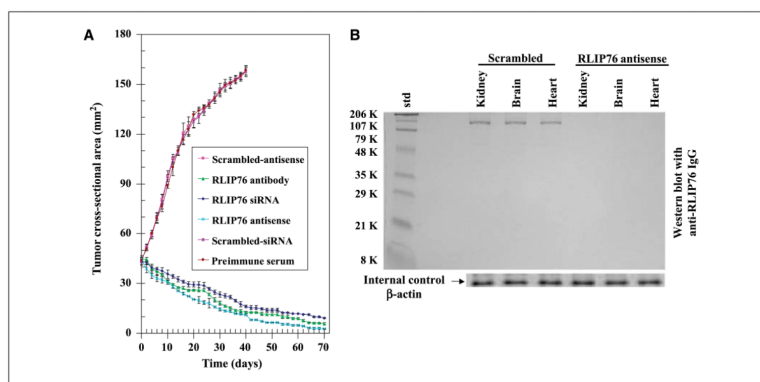 A
Tumor cross-sectional area (mm²)
180
150
120
90
60
30
0
0 10 20 30 40 50 60 70
Time (days)
Scrambled-antisense
RLIP76 antibody
RLIP76 siRNA
RLIP76 antisense
Scrambled-siRNA
Preimmune serum
B
Scrambled RLIP76 antisense
std Kidney Brain Heart Kidney Brain Heart
206 K
107 K
79 K
48 K
35 K
29 K
21 K
8 K
Western blot with
anti-RLIP76 IgG
Internal control
β-actin